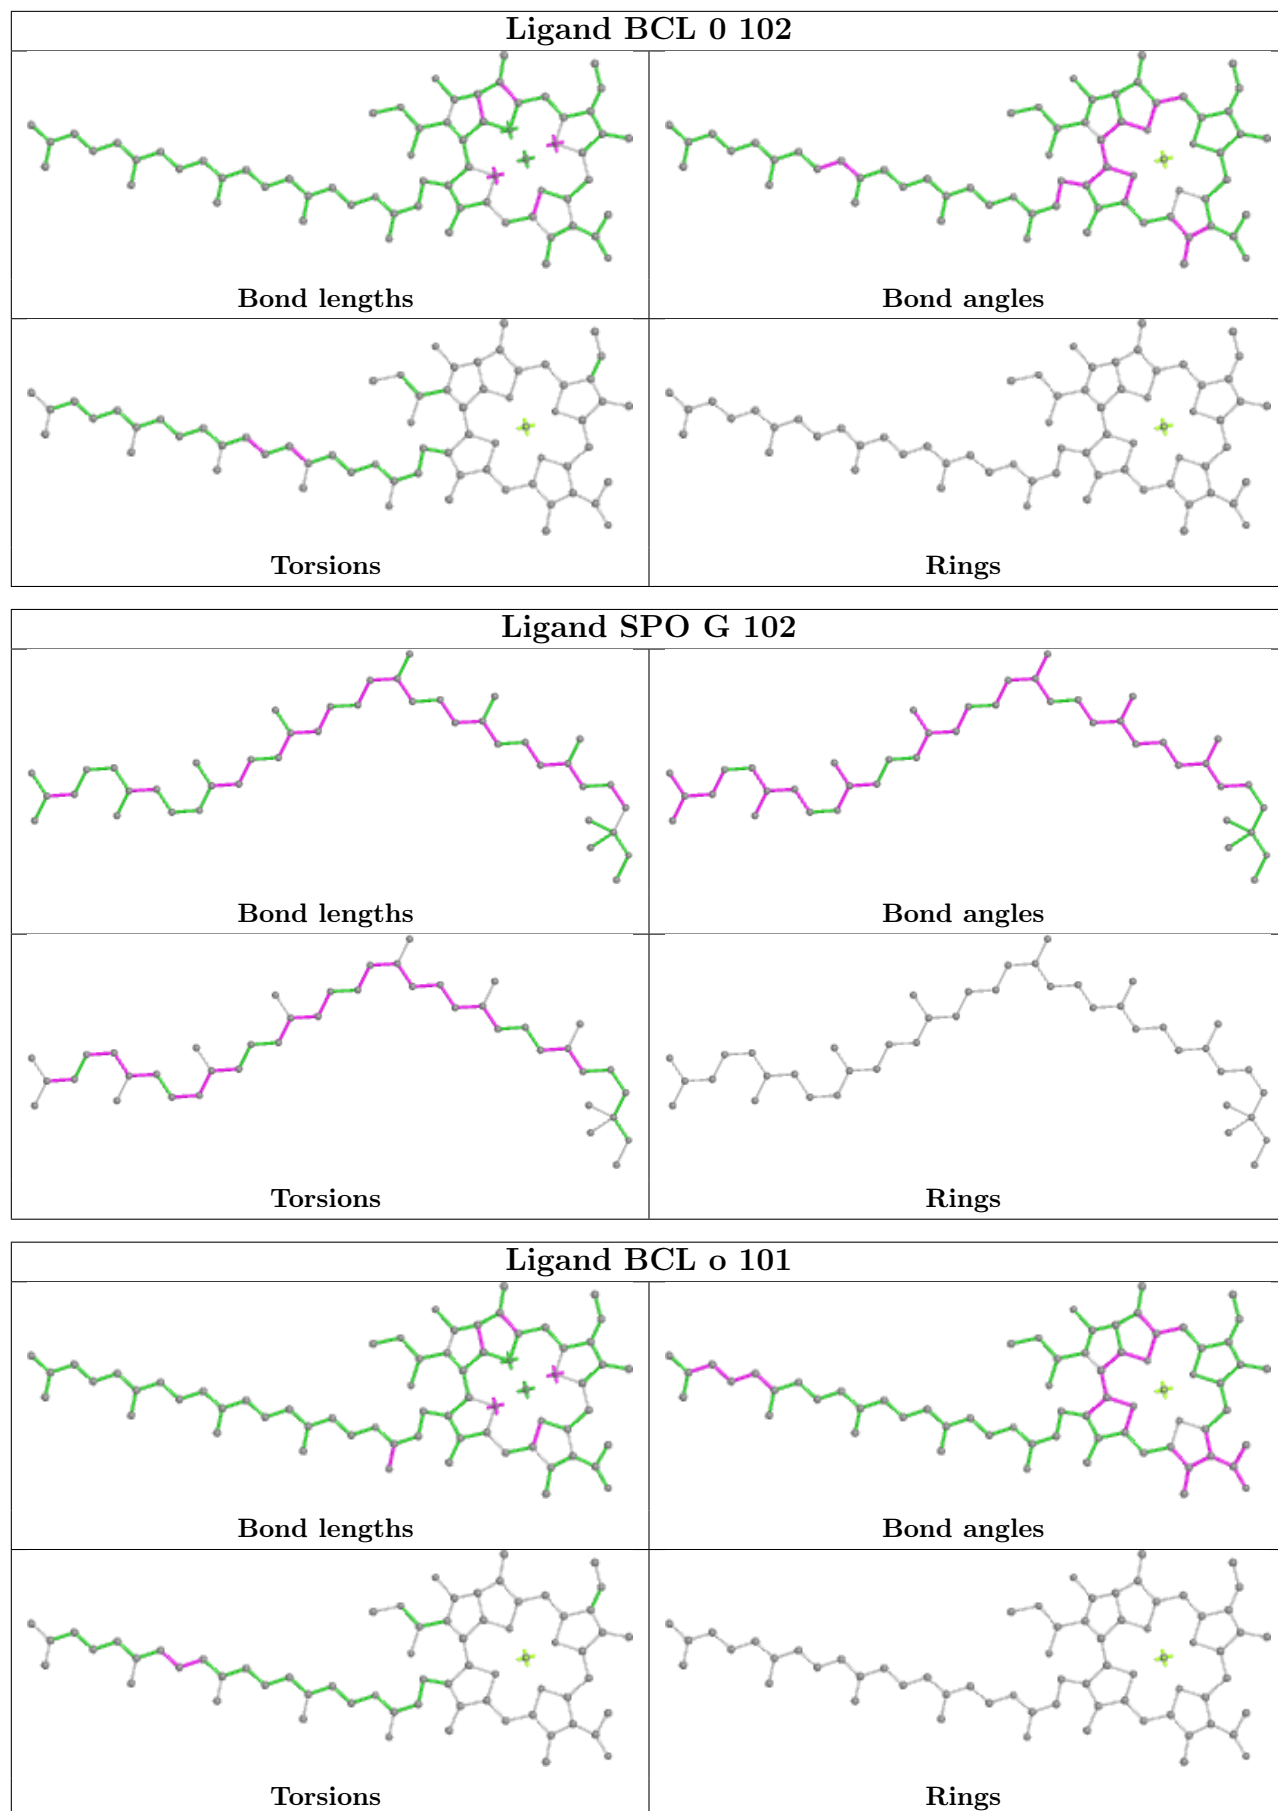 Ligand BCL 0 102
Bond lengths
Bond angles
Torsions
Rings
Ligand SPO G 102
Bond lengths
Bond angles
Torsions
Rings
Ligand BCL o 101
Bond lengths
Bond angles
Torsions
Rings